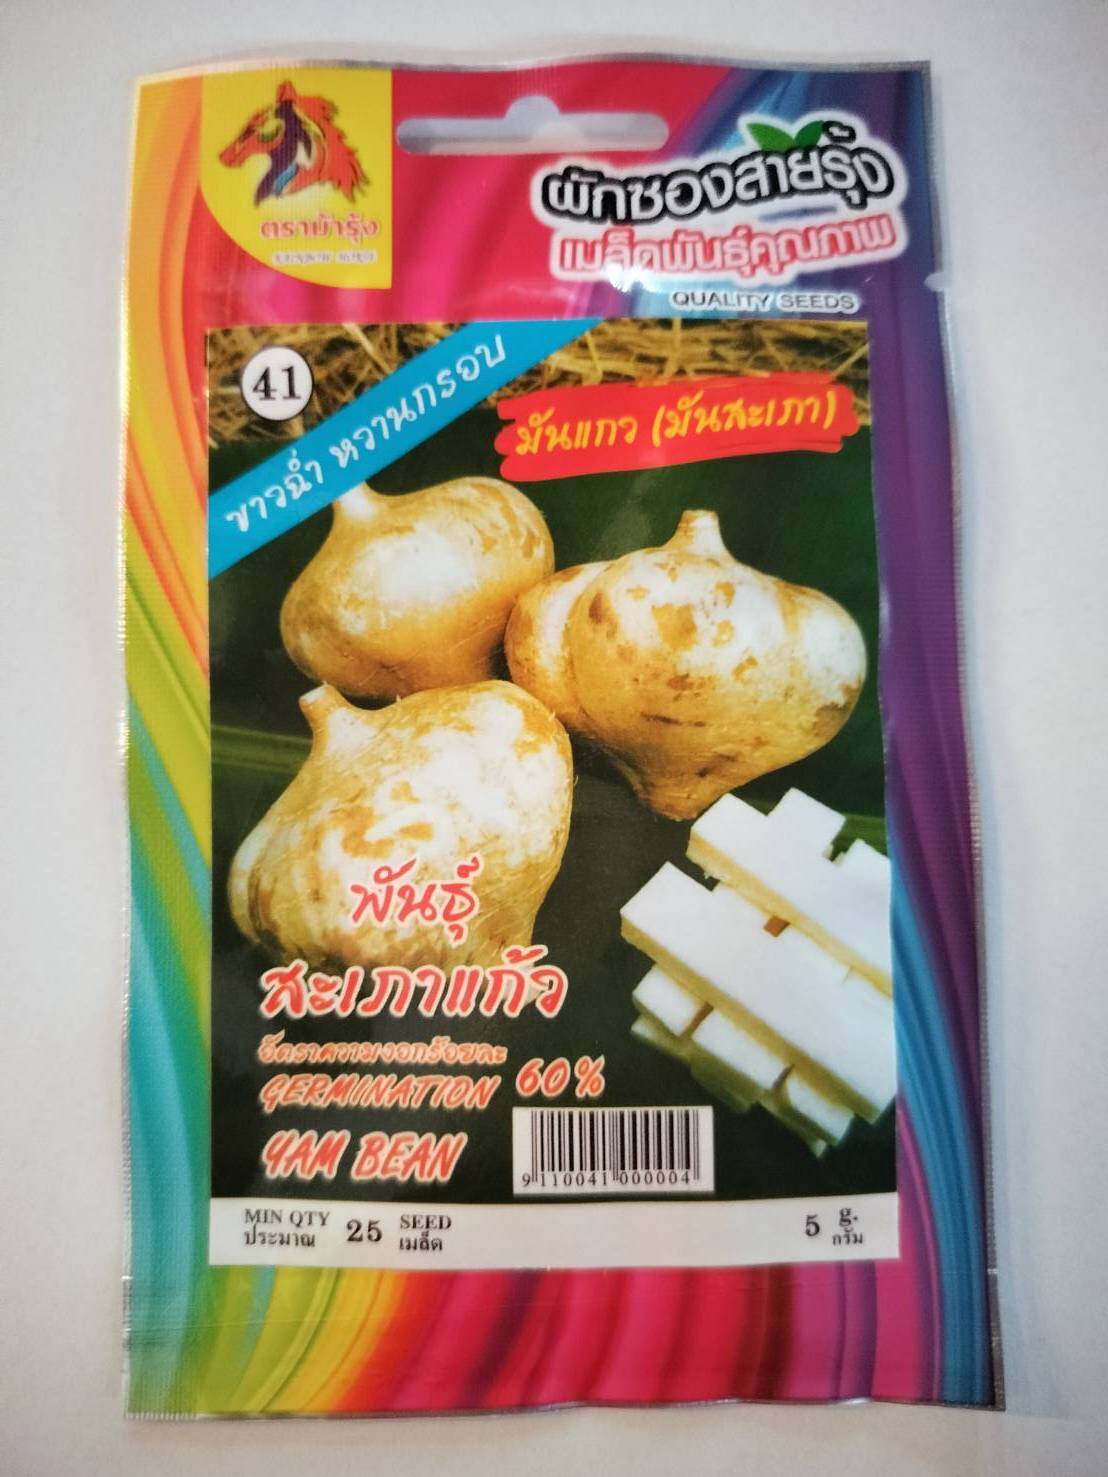 ตราม้ารุ้ง
ผักซองสายรุ้ง
เมล็ดพันธุ์คุณภาพ
QUALITY SEEDS
41
ขาวฉ่ำ หวานกรอบ
มันแกว (มันสะเภา)
พันธุ์
สะเภาแก้ว
อัตราความงอกร้อยละ
GERMINATION 60%
YAM BEAN
9 110041 000004
MIN QTY 25 SEED 5 g.
ประมาณ เมล็ด กรัม